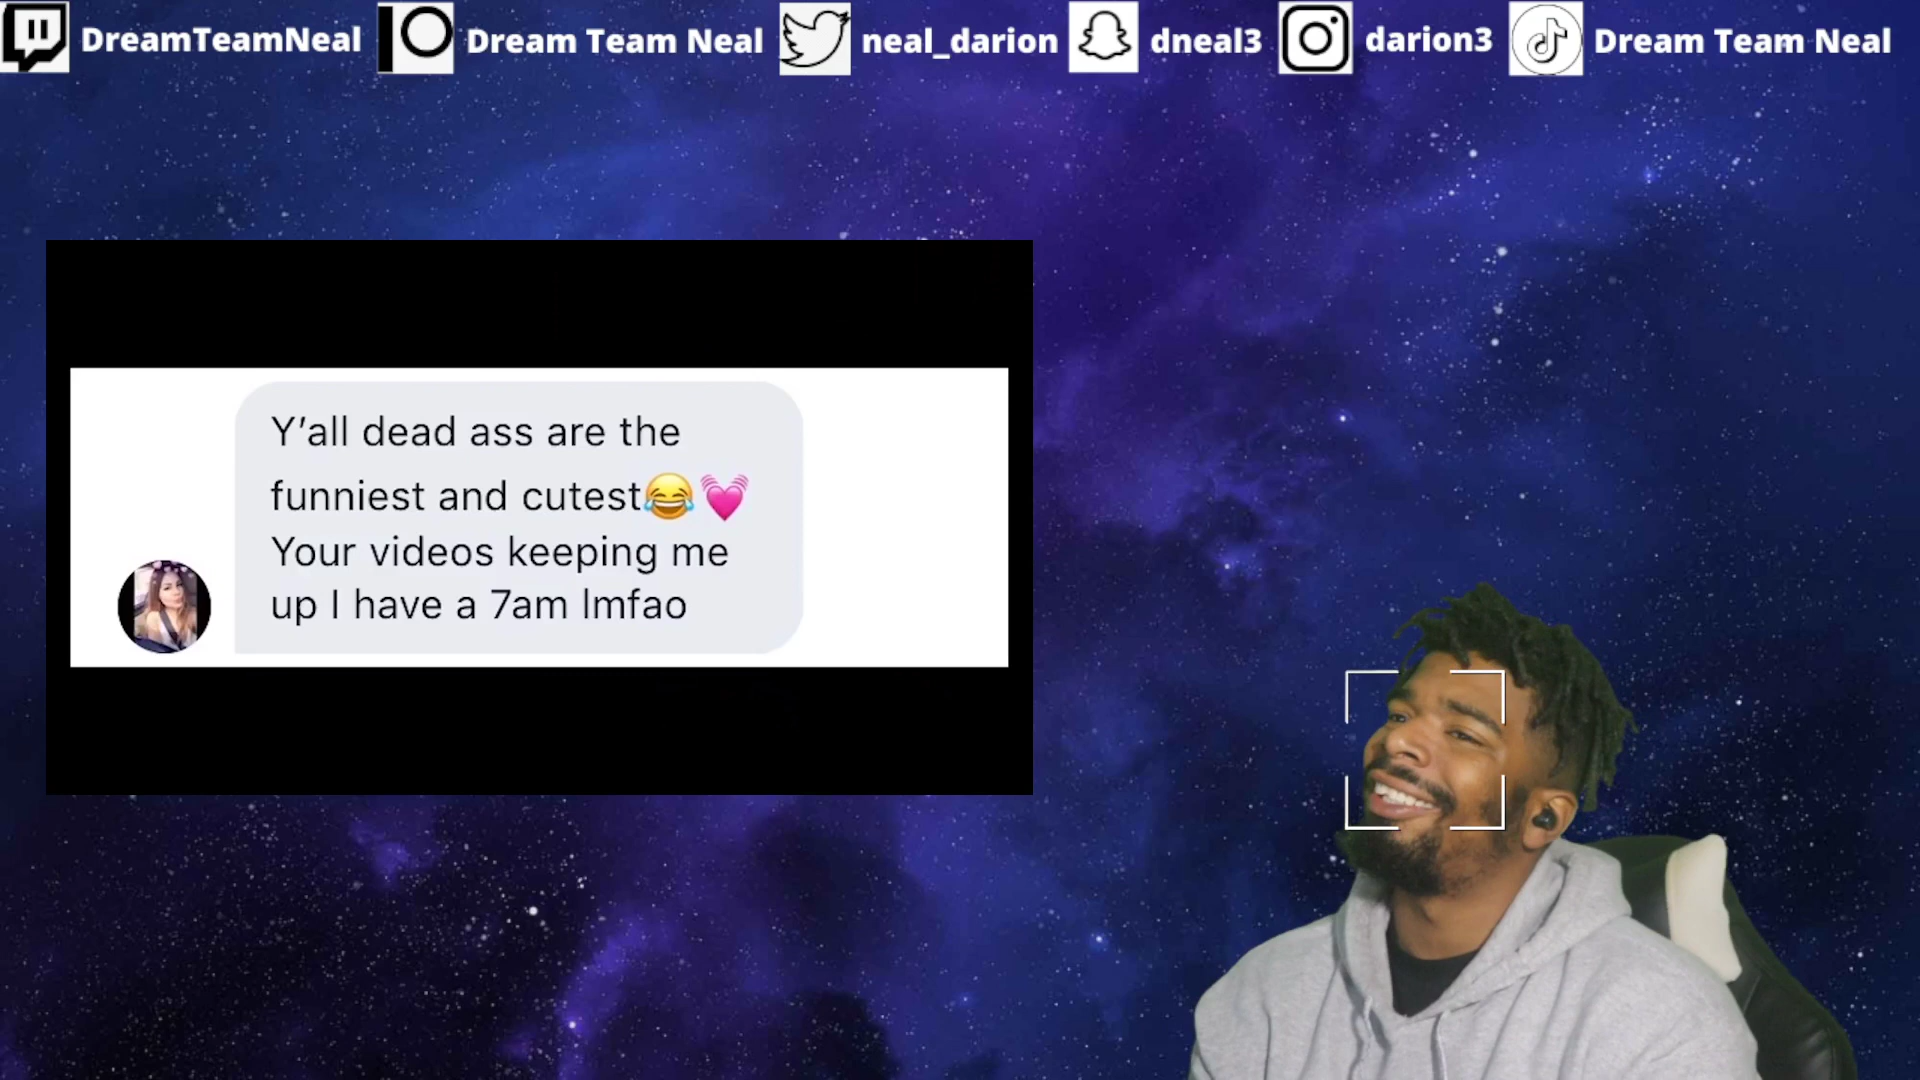 DreamTeamNeal Dream Team Neal neal_darion dneal3 darion3 Dream Team Neal
Y’all dead ass are the
funniest and cutest😂💓
Your videos keeping me
up I have a 7am lmfao